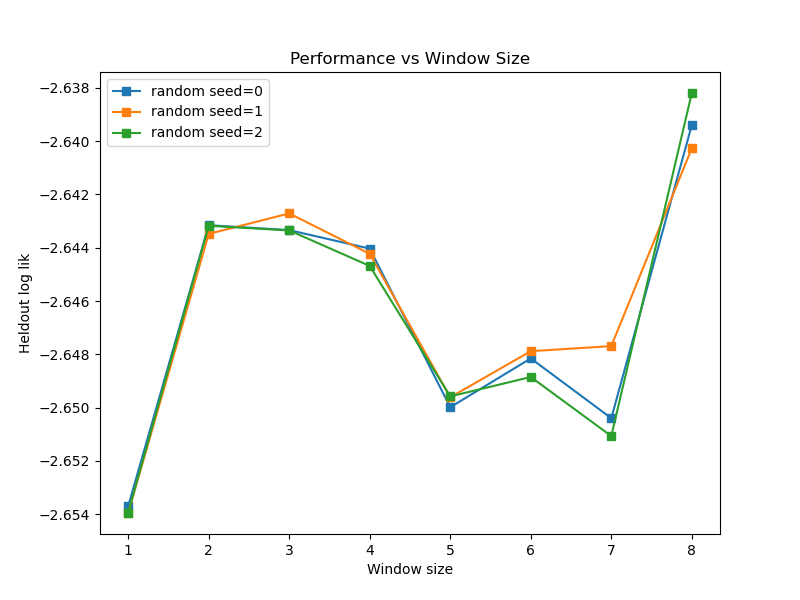 Performance vs Window Size
random seed=0
random seed=1
random seed=2
−2.638
−2.640
−2.642
−2.644
−2.646
−2.648
−2.650
−2.652
−2.654
Heldout log lik
1 2 3 4 5 6 7 8
Window size